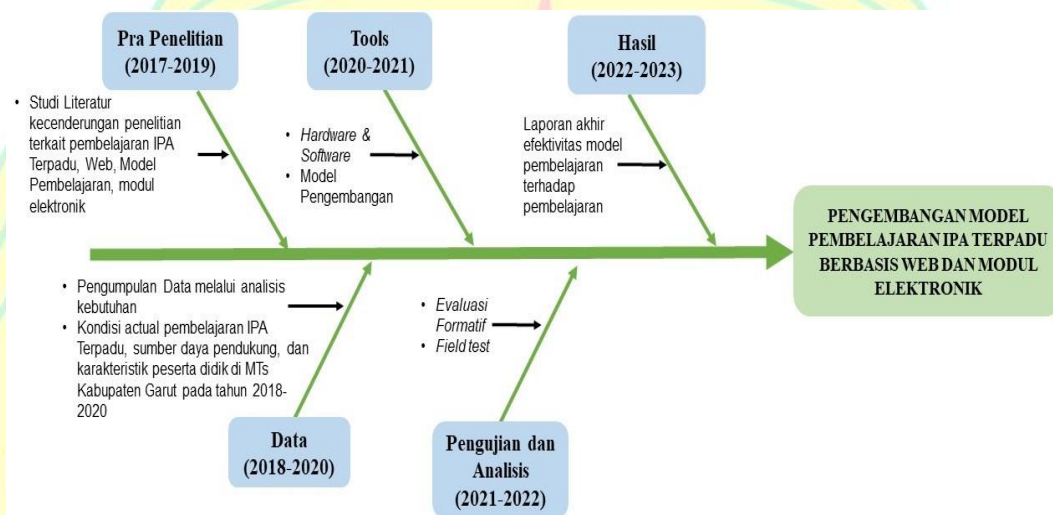 Pra Penelitian
(2017-2019)
• Studi Literatur
kecenderungan penelitian
terkait pembelajaran IPA
Terpadu, Web, Model
Pembelajaran, modul
elektronik
Tools
(2020-2021)
• Hardware &
Software
• Model
Pengembangan
Hasil
(2022-2023)
Laporan akhir
efektivitas model
pembelajaran
terhadap
pembelajaran
PENGEMBANGAN MODEL
PEMBELAJARAN IPA TERPADU
BERBASIS WEB DAN MODUL
ELEKTRONIK
• Pengumpulan Data melalui analisis
kebutuhan
• Kondisi actual pembelajaran IPA
Terpadu, sumber daya pendukung, dan
karakteristik peserta didik di MTs
Kabupaten Garut pada tahun 2018-
2020
Data
(2018-2020)
• Evaluasi
Formatif
• Field test
Pengujian dan
Analisis
(2021-2022)